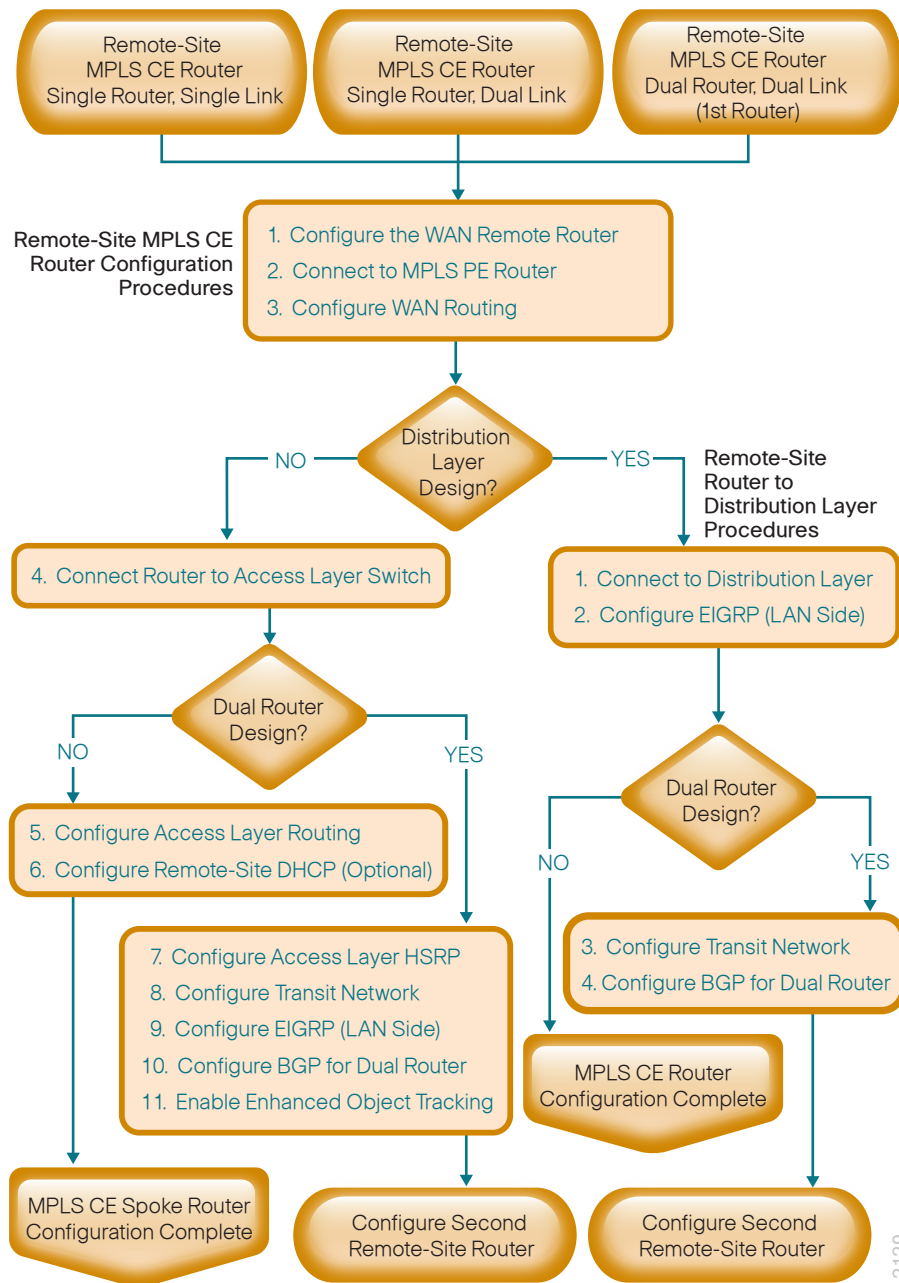 Remote-Site
MPLS CE Router
Single Router, Single Link
Remote-Site
MPLS CE Router
Single Router, Dual Link
Remote-Site
MPLS CE Router
Dual Router, Dual Link
(1st Router)
Remote-Site MPLS CE
Router Configuration
Procedures
1. Configure the WAN Remote Router
2. Connect to MPLS PE Router
3. Configure WAN Routing
Distribution
Layer
Design?
NO
YES
Remote-Site
Router to
Distribution Layer
Procedures
4. Connect Router to Access Layer Switch
1. Connect to Distribution Layer
2. Configure EIGRP (LAN Side)
Dual Router
Design?
NO
YES
Dual Router
Design?
NO
YES
5. Configure Access Layer Routing
6. Configure Remote-Site DHCP (Optional)
7. Configure Access Layer HSRP
8. Configure Transit Network
9. Configure EIGRP (LAN Side)
10. Configure BGP for Dual Router
11. Enable Enhanced Object Tracking
3. Configure Transit Network
4. Configure BGP for Dual Router
MPLS CE Router
Configuration Complete
MPLS CE Spoke Router
Configuration Complete
Configure Second
Remote-Site Router
Configure Second
Remote-Site Router